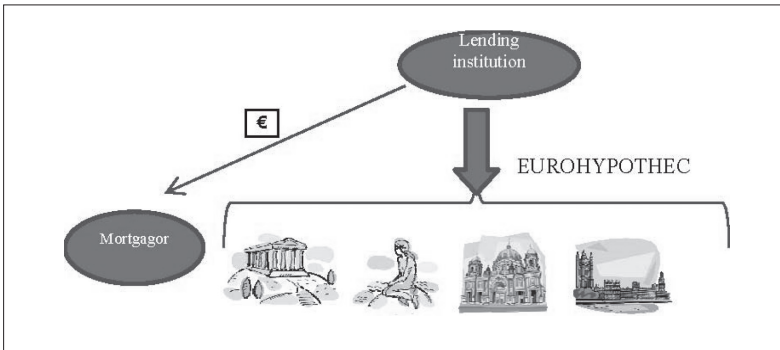 Lending
institution
€
EUROHYPOTHEC
Mortgagor